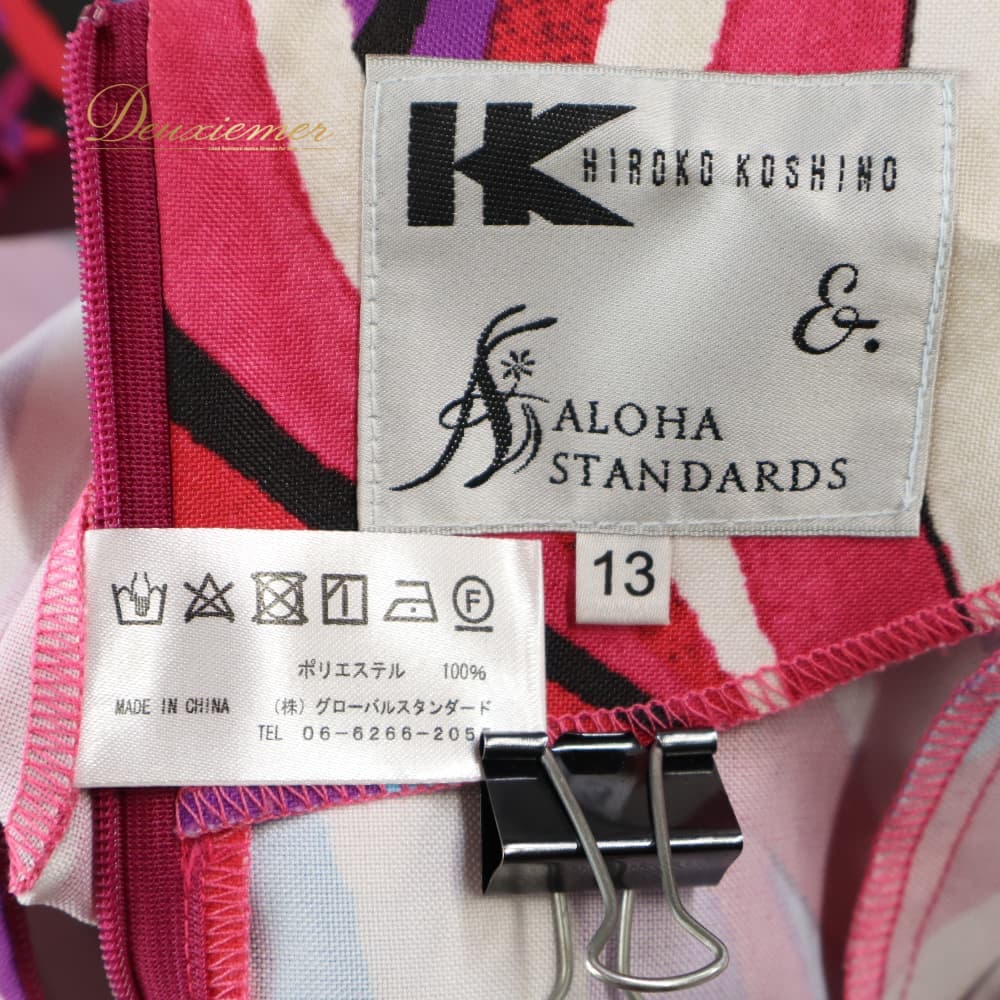 Deuxiemer
HK HIROKO KOSHINO
&.
ALOHA
STANDARDS
13
F
ポリエステル 100%
MADE IN CHINA (株) グローバルスタンダード
TEL 06-6266-205